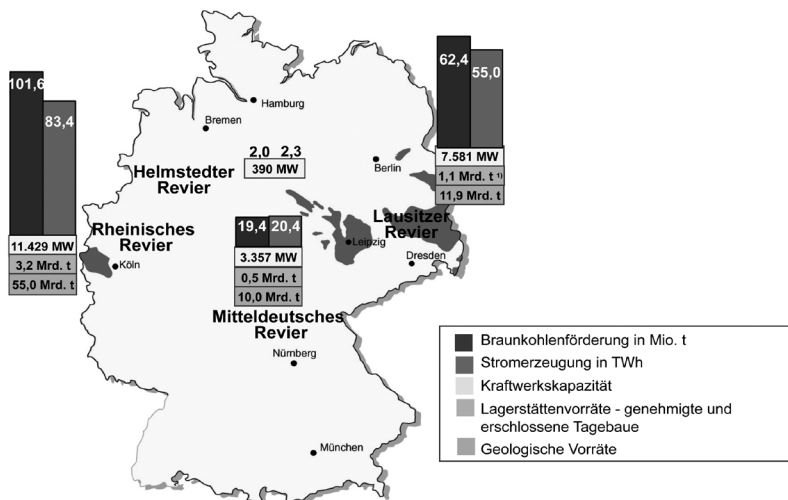 101,6
83,4
11.429 MW
3,2 Mrd. t
55,0 Mrd. t
Rheinisches
Revier
Köln
Hamburg
Bremen
2,0 2,3
390 MW
Helmstedter
Revier
Berlin
62,4
55,0
7.581 MW
1,1 Mrd. t ¹⁾
11,9 Mrd. t
Lausitzer
Revier
Leipzig
Dresden
19,4 20,4
3.357 MW
0,5 Mrd. t
10,0 Mrd. t
Mitteldeutsches
Revier
Nürnberg
München
Braunkohlenförderung in Mio. t
Stromerzeugung in TWh
Kraftwerkskapazität
Lagerstättenvorräte - genehmigte und
erschlossene Tagebaue
Geologische Vorräte